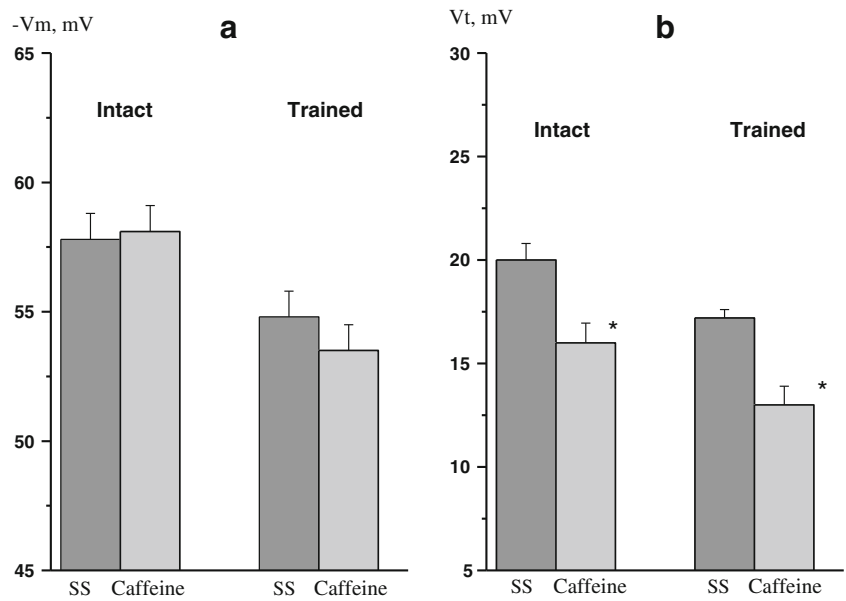 -Vm, mV
a
65
60
55
50
45
Intact
Trained
SS
Caffeine
SS
Caffeine
Vt, mV
b
30
25
20
15
10
5
Intact
Trained
*
*
SS
Caffeine
SS
Caffeine